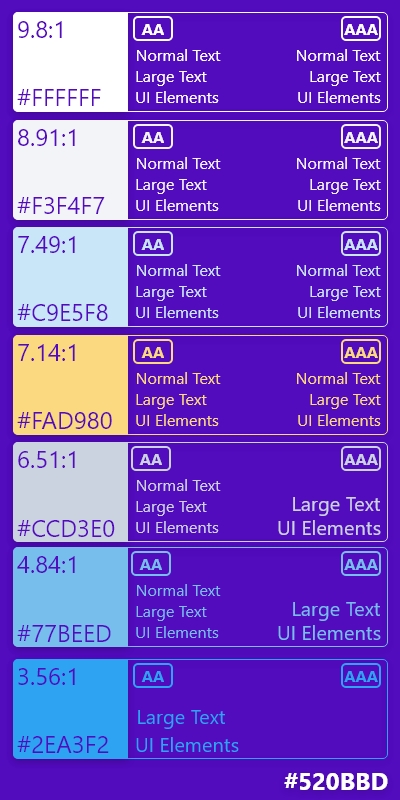 9.8:1 AA AAA
Normal Text Normal Text
Large Text Large Text
#FFFFFF UI Elements UI Elements
8.91:1 AA AAA
Normal Text Normal Text
Large Text Large Text
#F3F4F7 UI Elements UI Elements
7.49:1 AA AAA
Normal Text Normal Text
Large Text Large Text
#C9E5F8 UI Elements UI Elements
7.14:1 AA AAA
Normal Text Normal Text
Large Text Large Text
#FAD980 UI Elements UI Elements
6.51:1 AA AAA
Normal Text
Large Text Large Text
#CCD3E0 UI Elements UI Elements
4.84:1 AA AAA
Normal Text
Large Text Large Text
#77BEED UI Elements UI Elements
3.56:1 AA AAA
Large Text
#2EA3F2 UI Elements
#520BBD